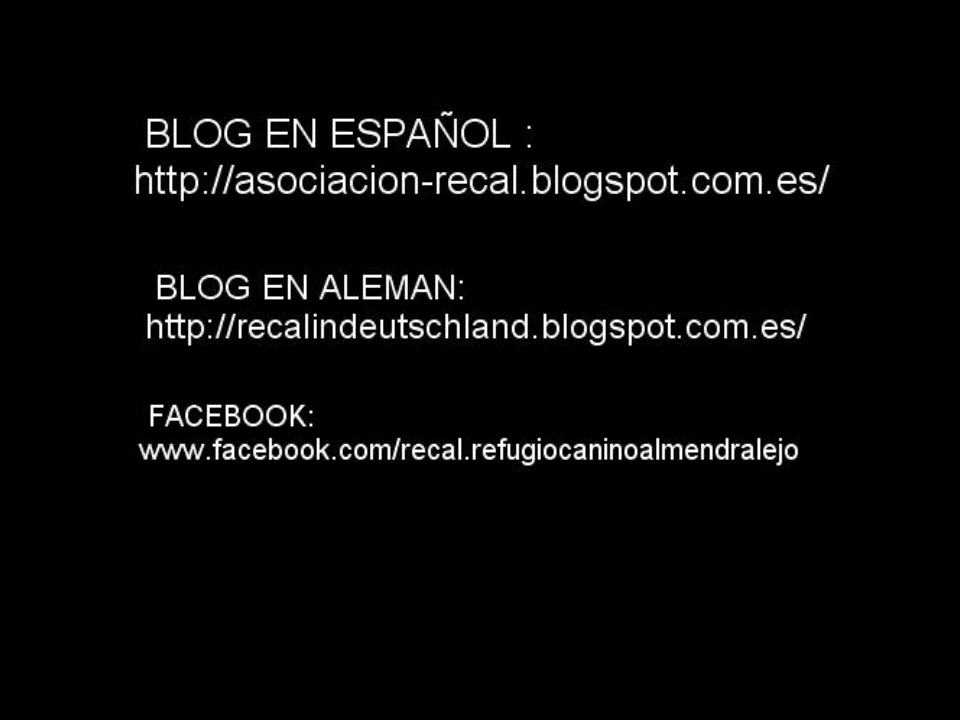 BLOG EN ESPAÑOL :
http://asociacion-recal.blogspot.com.es/
BLOG EN ALEMAN:
http://recalindeutschland.blogspot.com.es/
FACEBOOK:
www.facebook.com/recal.refugiocaninoalmendralejo